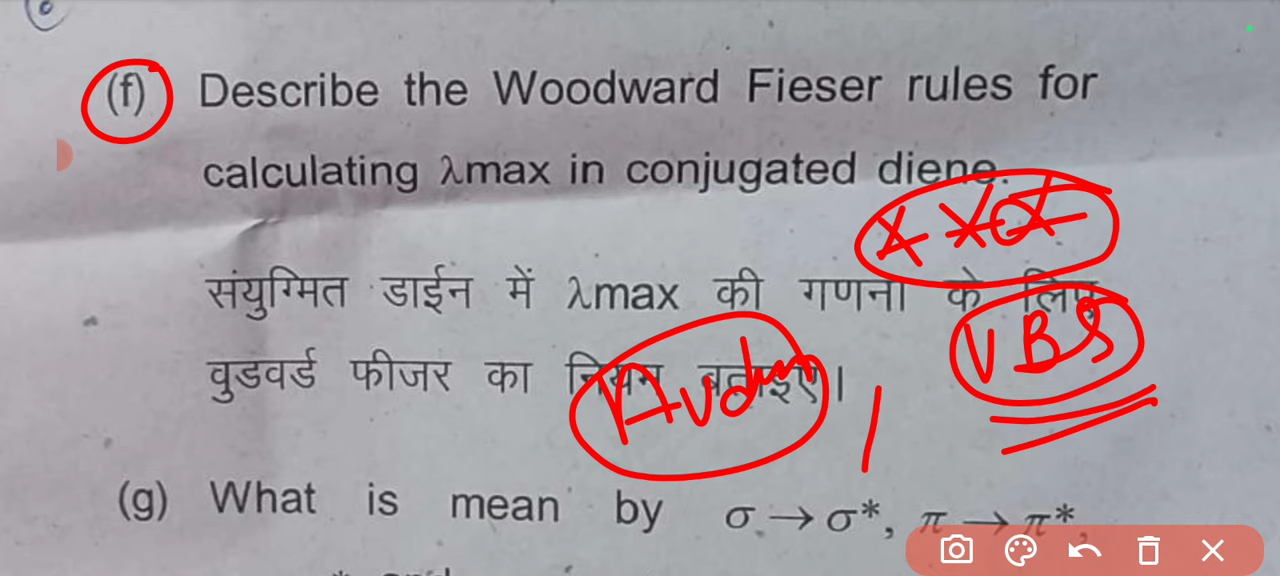 (f) Describe the Woodward Fieser rules for
calculating λmax in conjugated diene.
संयुग्मित डाईन में λmax की गणना के लिए
VBS
वुडवर्ड फीजर का नियम बताइए।
(g) What is mean by σ→σ*, π→π*,